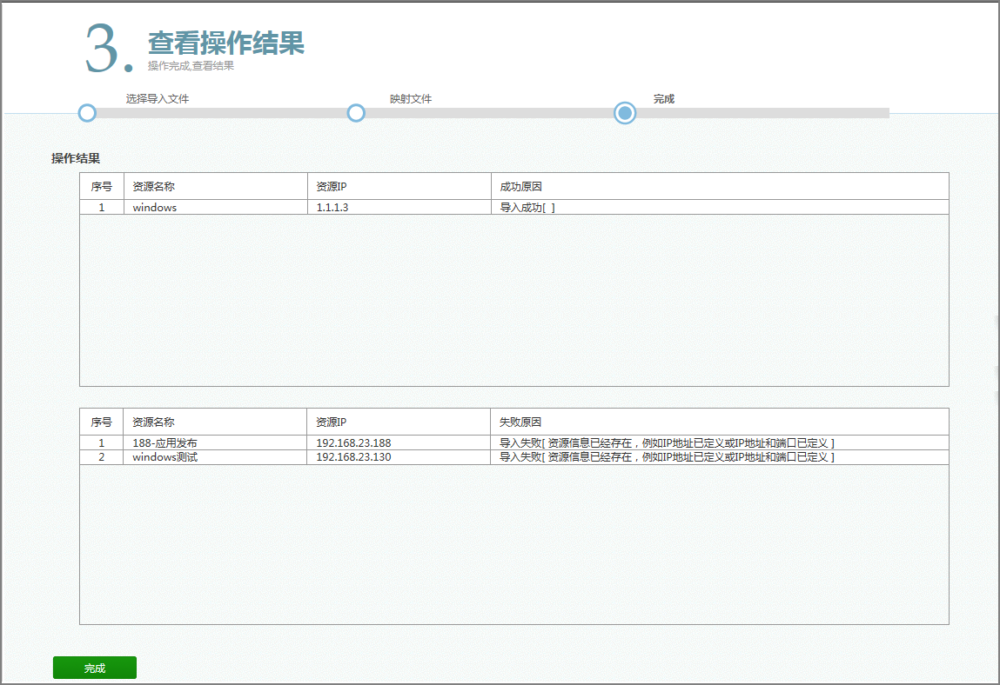 3.
查看操作结果
操作完成,查看结果
选择导入文件 映射文件 完成
操作结果
序号 资源名称 资源IP 成功原因
1 windows 1.1.1.3 导入成功[ ]
序号 资源名称 资源IP 失败原因
1 188-应用发布 192.168.23.188 导入失败[ 资源信息已经存在，例如IP地址已定义或IP地址和端口已定义 ]
2 windows测试 192.168.23.130 导入失败[ 资源信息已经存在，例如IP地址已定义或IP地址和端口已定义 ]
完成